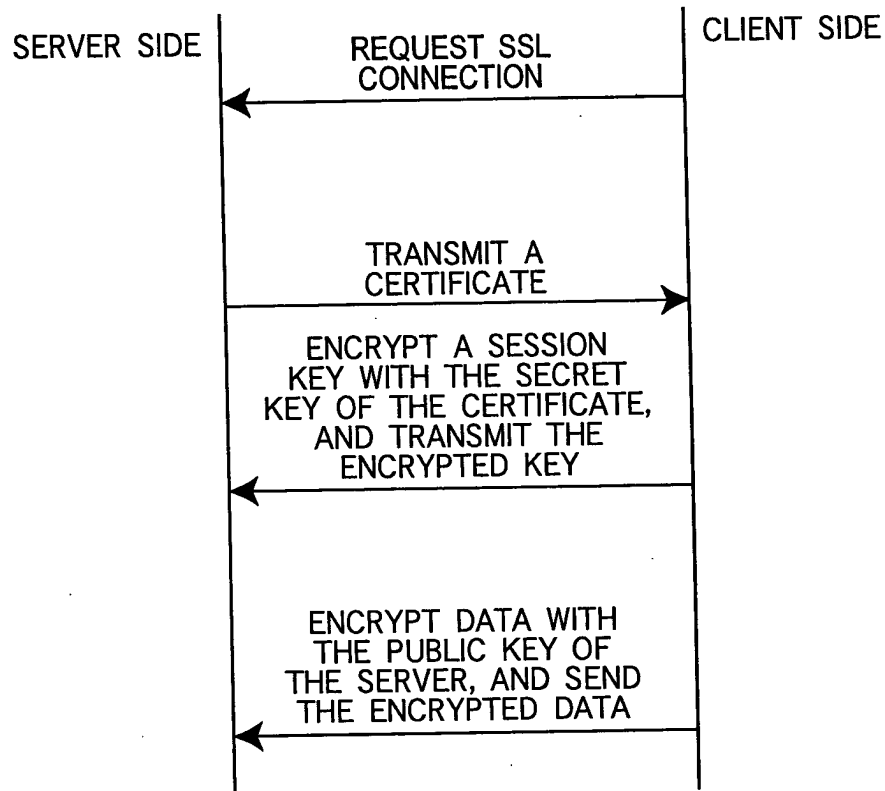 SERVER SIDE
CLIENT SIDE
REQUEST SSL
CONNECTION
TRANSMIT A
CERTIFICATE
ENCRYPT A SESSION
KEY WITH THE SECRET
KEY OF THE CERTIFICATE,
AND TRANSMIT THE
ENCRYPTED KEY
ENCRYPT DATA WITH
THE PUBLIC KEY OF
THE SERVER, AND SEND
THE ENCRYPTED DATA